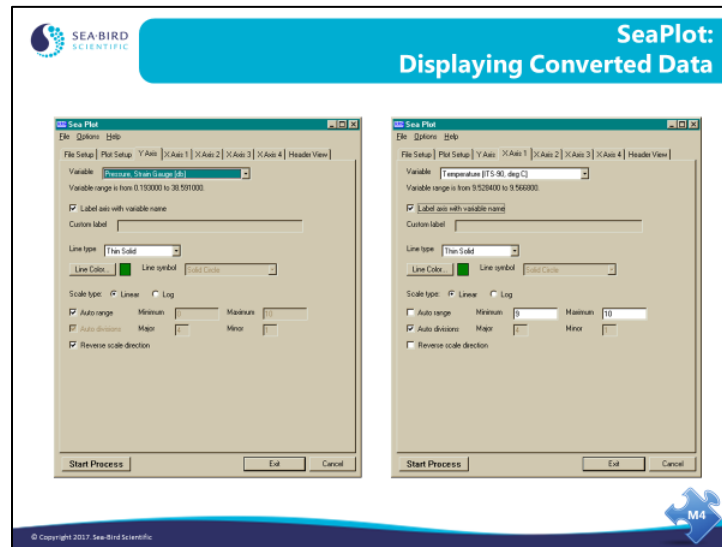 SEA·BIRD
SCIENTIFIC
SeaPlot:
Displaying Converted Data
Sea Plot
File Options Help
File Setup Plot Setup Y Axis X Axis 1 X Axis 2 X Axis 3 X Axis 4 Header View
Variable: Pressure, Strain Gauge [db]
Variable range is from 0.193000 to 38.591000.
Label axis with variable name
Custom label
Line type Thin Solid
Line Color... Line symbol Solid Circle
Scale type: Linear Log
Auto range Minimum 0 Maximum 10
Auto divisions Major 4 Minor
Reverse scale direction
Start Process Exit Cancel
Sea Plot
File Options Help
File Setup Plot Setup Y Axis X Axis 1 X Axis 2 X Axis 3 X Axis 4 Header View
Variable Temperature [ITS-90, deg C]
Variable range is from 9.528400 to 9.566000.
Label axis with variable name
Custom label
Line type Thin Solid
Line Color... Line symbol Solid Circle
Scale type: Linear Log
Auto range Minimum 9 Maximum 10
Auto divisions Major 4 Minor
Reverse scale direction
Start Process Exit Cancel
M4
© Copyright 2017. Sea-Bird Scientific